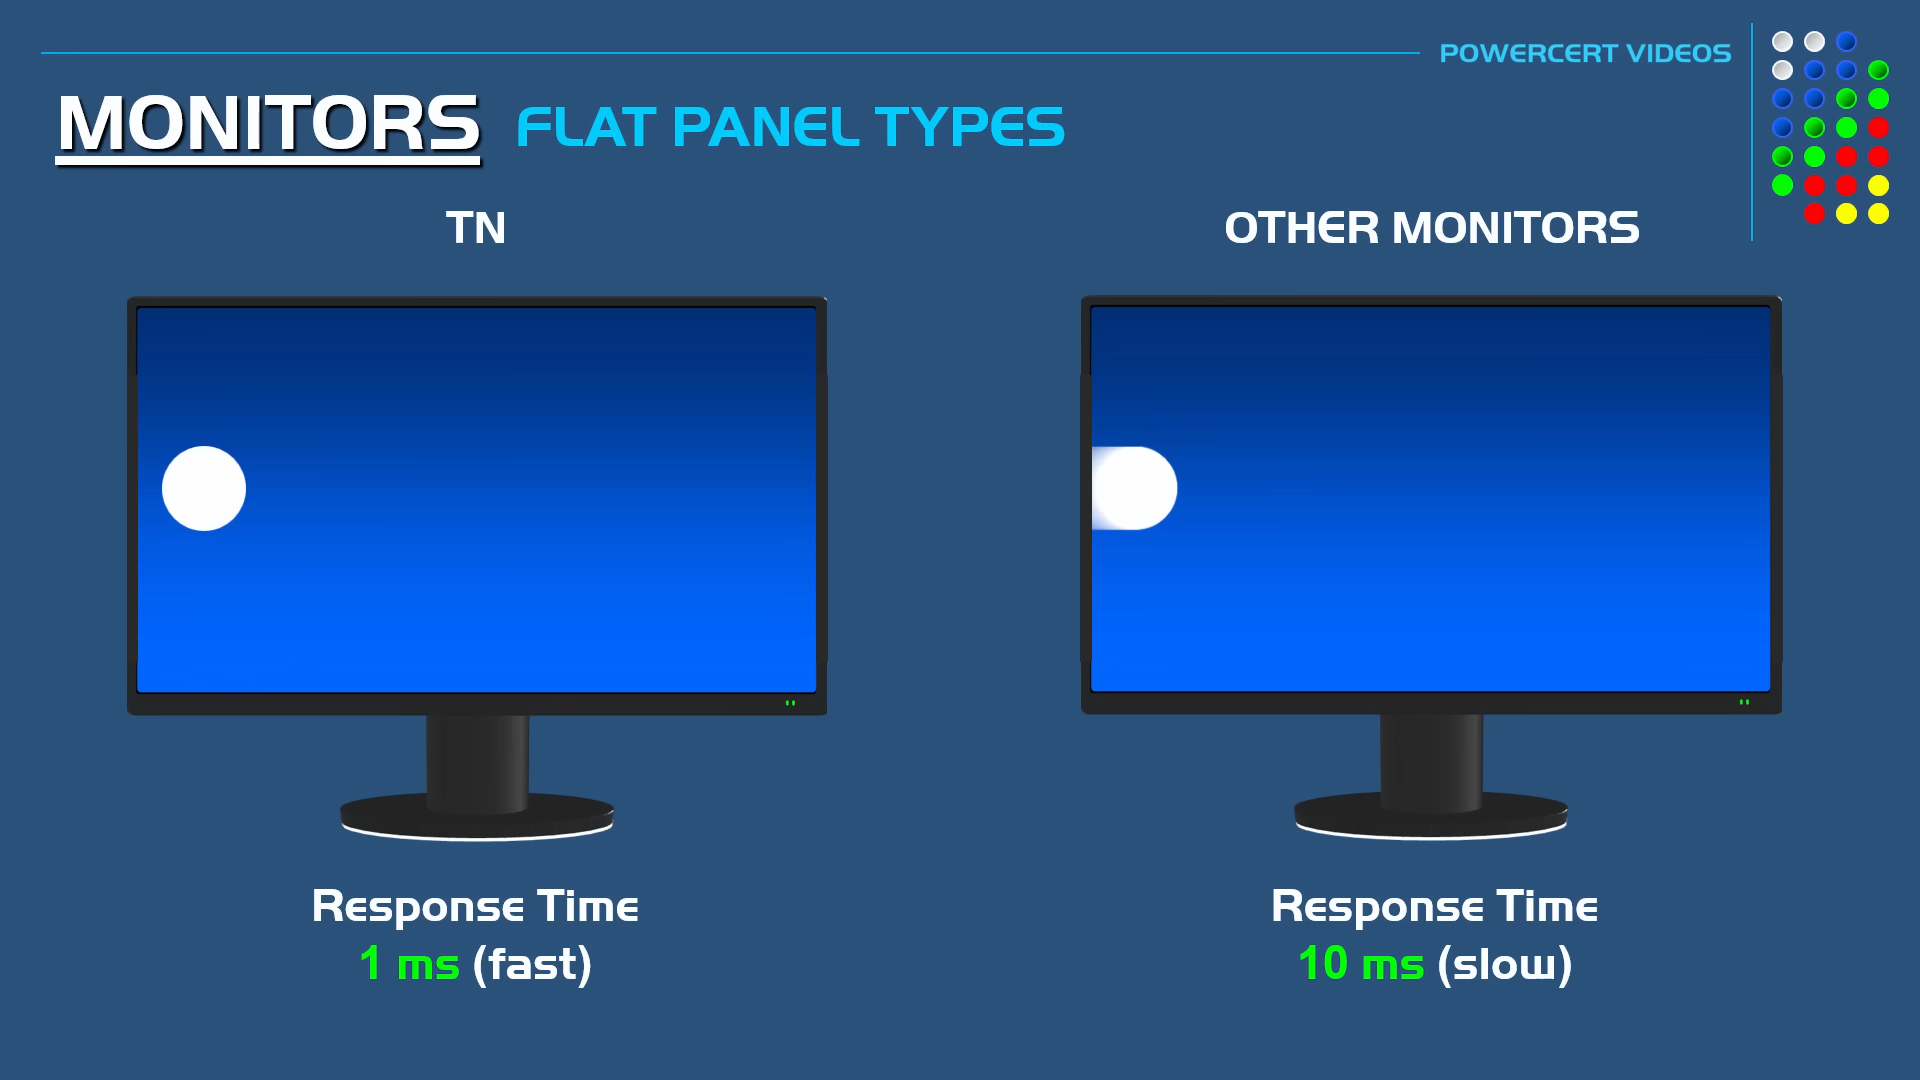 POWERCERT VIDEOS
MONITORS FLAT PANEL TYPES
TN
OTHER MONITORS
Response Time
1 ms (fast)
Response Time
10 ms (slow)